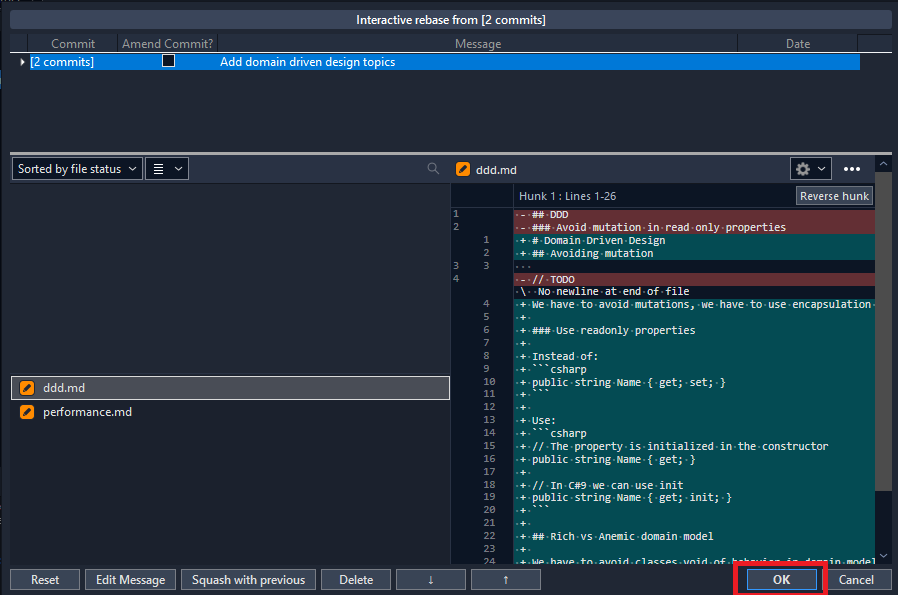 Interactive rebase from [2 commits]
Commit Amend Commit? Message Date
[2 commits] Add domain driven design topics
Sorted by file status
ddd.md
performance.md
ddd.md
Hunk 1 : Lines 1-26 Reverse hunk
1 - ## DDD
2 - ### Avoid mutation in read only properties
1 + # Domain Driven Design
2 + ## Avoiding mutation
3 3 ...
4 - // TODO
\ No newline at end of file
4 + We have to avoid mutations, we have to use encapsulation
5 +
6 + ### Use readonly properties
7 +
8 + Instead of:
9 + ```csharp
10 + public string Name { get; set; }
11 + ```
12 +
13 + Use:
14 + ```csharp
15 + // The property is initialized in the constructor
16 + public string Name { get; }
17 +
18 + // In C#9 we can use init
19 + public string Name { get; init; }
20 + ```
21 +
22 + ## Rich vs Anemic domain model
23 +
24 + We have to avoid classes void of behavior in domain model
Reset Edit Message Squash with previous Delete ↓ ↑ OK Cancel